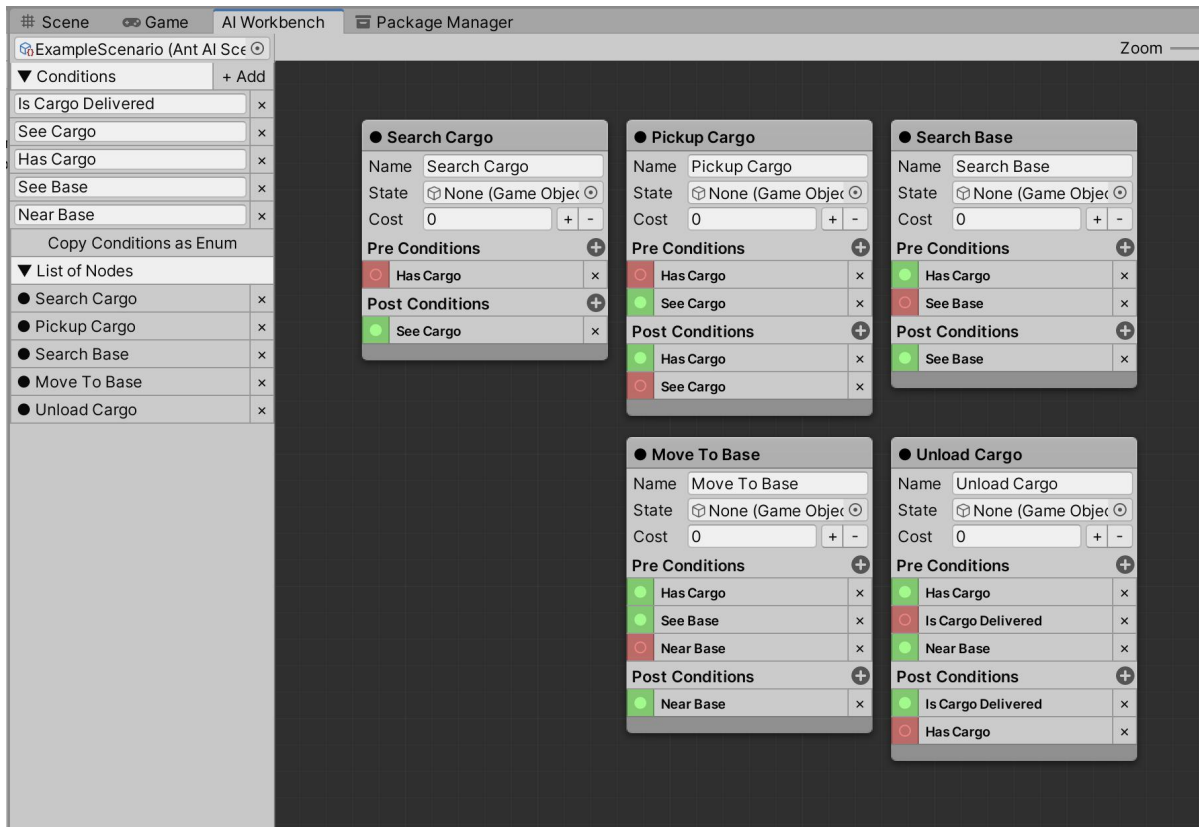 Scene Game AI Workbench Package Manager
ExampleScenario (Ant AI Sce
Zoom
Conditions + Add
Is Cargo Delivered ×
See Cargo ×
Has Cargo ×
See Base ×
Near Base ×
Copy Conditions as Enum
List of Nodes
Search Cargo ×
Pickup Cargo ×
Search Base ×
Move To Base ×
Unload Cargo ×
Search Cargo
Name Search Cargo
State None (Game Objec
Cost 0 + -
Pre Conditions
Has Cargo ×
Post Conditions
See Cargo ×
Pickup Cargo
Name Pickup Cargo
State None (Game Objec
Cost 0 + -
Pre Conditions
Has Cargo ×
See Cargo ×
Post Conditions
Has Cargo ×
See Cargo ×
Search Base
Name Search Base
State None (Game Objec
Cost 0 + -
Pre Conditions
Has Cargo ×
See Base ×
Post Conditions
See Base ×
Move To Base
Name Move To Base
State None (Game Objec
Cost 0 + -
Pre Conditions
Has Cargo ×
See Base ×
Near Base ×
Post Conditions
Near Base ×
Unload Cargo
Name Unload Cargo
State None (Game Objec
Cost 0 + -
Pre Conditions
Has Cargo ×
Is Cargo Delivered ×
Near Base ×
Post Conditions
Is Cargo Delivered ×
Has Cargo ×